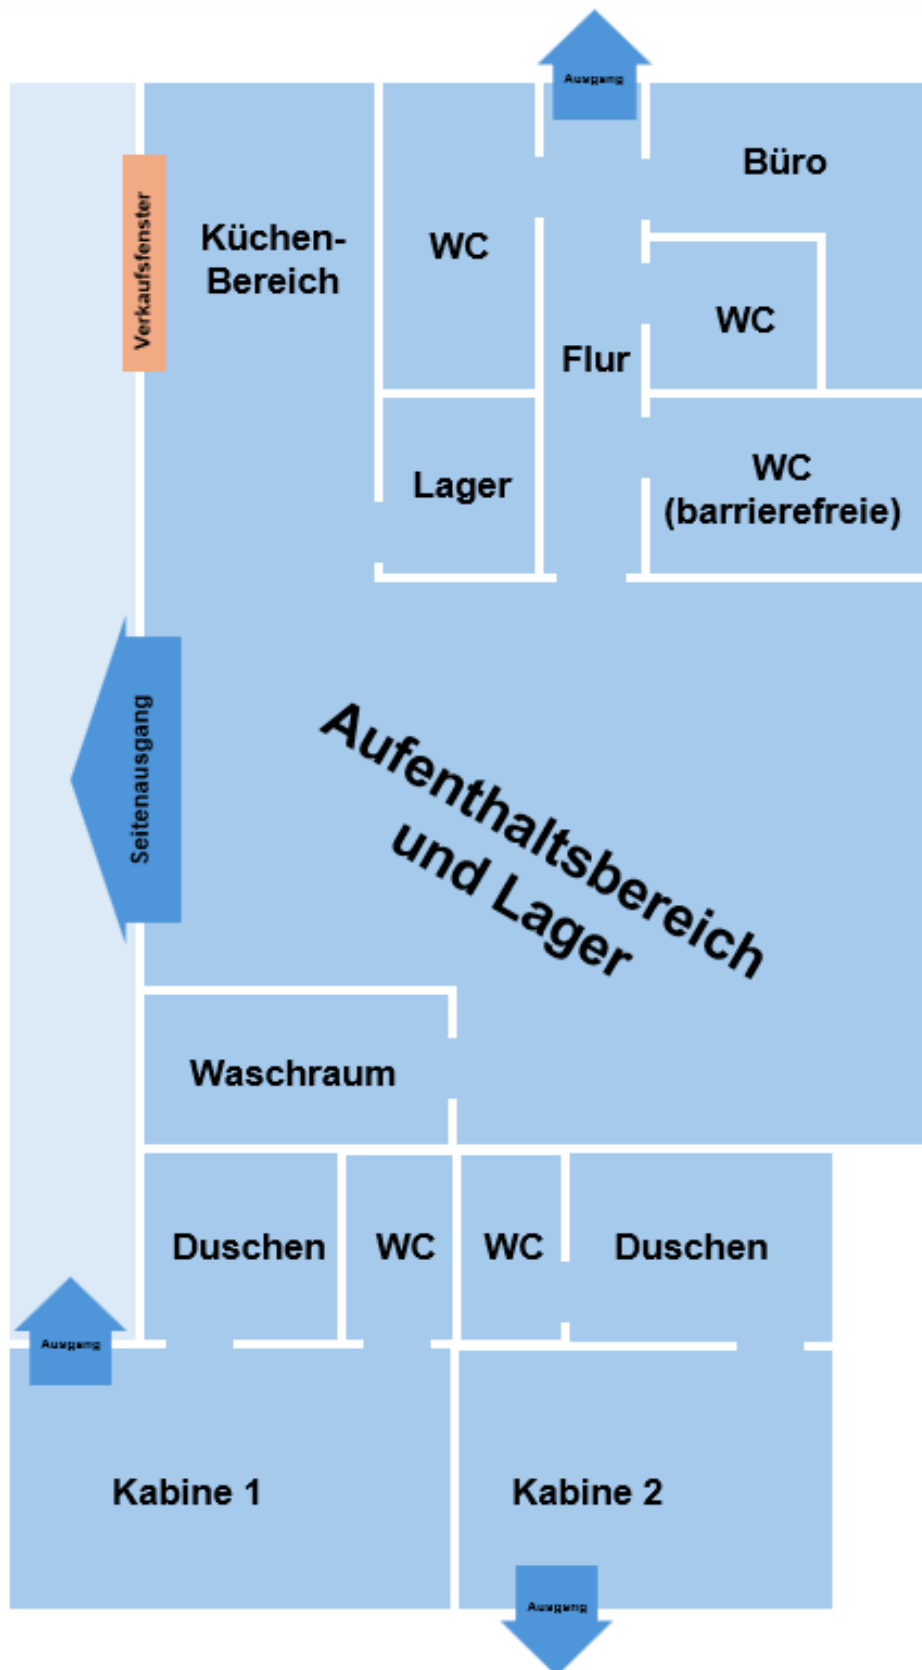 Ausgang
Büro
Küchen-
Bereich
WC
Verkaufsfenster
WC
Flur
Lager
WC
(barrierefreie)
Seitenausgang
Aufenthaltsbereich
und Lager
Waschraum
Duschen
WC
WC
Duschen
Ausgang
Kabine 1
Kabine 2
Ausgang